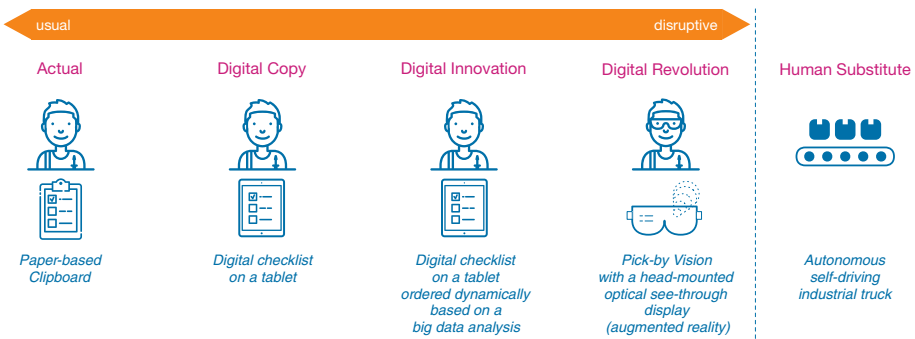 usual
disruptive
Actual
Digital Copy
Digital Innovation
Digital Revolution
Human Substitute
Paper-based
Clipboard
Digital checklist
on a tablet
Digital checklist
on a tablet
ordered dynamically
based on a
big data analysis
Pick-by Vision
with a head-mounted
optical see-through
display
(augmented reality)
Autonomous
self-driving
industrial truck